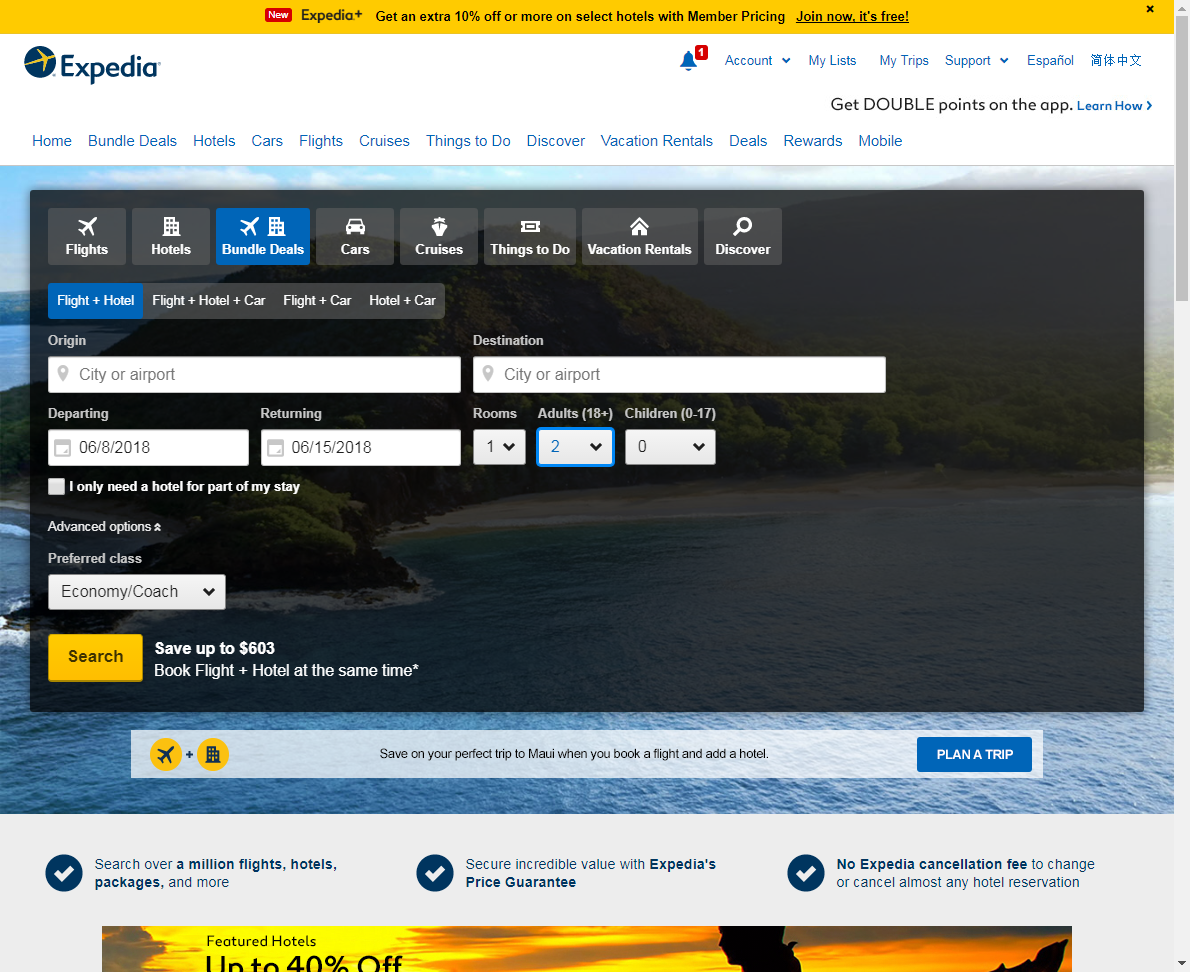 New Expedia+ Get an extra 10% off or more on select hotels with Member Pricing Join now, it's free!
Expedia
1
Account My Lists My Trips Support Español 简体中文
Get DOUBLE points on the app. Learn How
Home Bundle Deals Hotels Cars Flights Cruises Things to Do Discover Vacation Rentals Deals Rewards Mobile
Flights Hotels Bundle Deals Cars Cruises Things to Do Vacation Rentals Discover
Flight + Hotel Flight + Hotel + Car Flight + Car Hotel + Car
Origin Destination
City or airport City or airport
Departing Returning Rooms Adults (18+) Children (0-17)
06/8/2018 06/15/2018 1 2 0
I only need a hotel for part of my stay
Advanced options
Preferred class
Economy/Coach
Search
Save up to $603
Book Flight + Hotel at the same time*
+ Save on your perfect trip to Maui when you book a flight and add a hotel. PLAN A TRIP
Search over a million flights, hotels,
packages, and more
Secure incredible value with Expedia's
Price Guarantee
No Expedia cancellation fee to change
or cancel almost any hotel reservation
Featured Hotels
Up to 40% Off